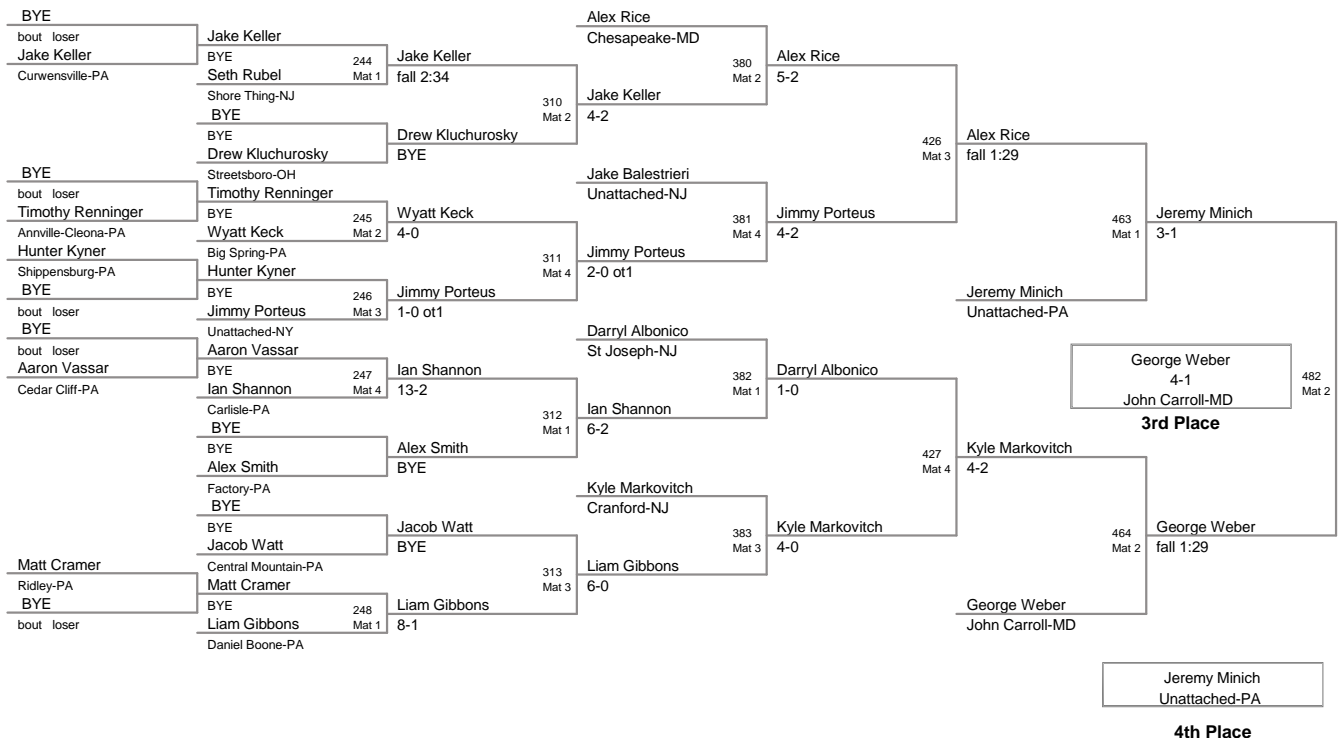 BYE
bout loser
Jake Keller
Curwensville-PA
BYE
bout loser
Timothy Renninger
Annville-Cleona-PA
Hunter Kyner
Shippensburg-PA
BYE
bout loser
BYE
bout loser
Aaron Vassar
Cedar Cliff-PA
Matt Cramer
Ridley-PA
BYE
bout loser
Jake Keller
BYE
244
Seth Rubel
Mat 1
Shore Thing-NJ
BYE
BYE
Drew Kluchurosky
Streetsboro-OH
Timothy Renninger
BYE
245
Wyatt Keck
Mat 2
Big Spring-PA
Hunter Kyner
BYE
246
Jimmy Porteus
Mat 3
Unattached-NY
Aaron Vassar
BYE
247
Ian Shannon
Mat 4
Carlisle-PA
BYE
BYE
Alex Smith
Factory-PA
BYE
BYE
Jacob Watt
Central Mountain-PA
Matt Cramer
BYE
248
Liam Gibbons
Mat 1
Daniel Boone-PA
Jake Keller
fall 2:34
310
Mat 2
Drew Kluchurosky
BYE
Wyatt Keck
4-0
311
Mat 4
Jimmy Porteus
1-0 ot1
Ian Shannon
13-2
312
Mat 1
Alex Smith
BYE
Jacob Watt
BYE
313
Mat 3
Liam Gibbons
8-1
Alex Rice
Chesapeake-MD
380
Mat 2
Jake Keller
4-2
Jake Balestrieri
Unattached-NJ
381
Mat 4
Jimmy Porteus
2-0 ot1
Darryl Albonico
St Joseph-NJ
382
Mat 1
Ian Shannon
6-2
Kyle Markovitch
Cranford-NJ
383
Mat 3
Liam Gibbons
6-0
Alex Rice
5-2
426
Mat 3
Jimmy Porteus
4-2
Darryl Albonico
1-0
427
Mat 4
Kyle Markovitch
4-0
Alex Rice
fall 1:29
463
Mat 1
Jeremy Minich
Unattached-PA
Kyle Markovitch
4-2
464
Mat 2
George Weber
John Carroll-MD
Jeremy Minich
3-1
George Weber
4-1
John Carroll-MD
482
Mat 2
3rd Place
George Weber
fall 1:29
Jeremy Minich
Unattached-PA
4th Place